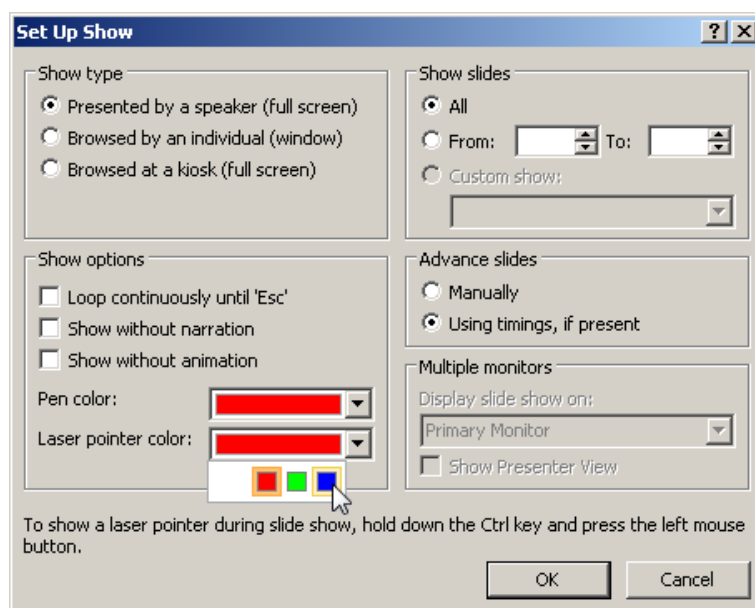 Set Up Show
Show type
Presented by a speaker (full screen)
Browsed by an individual (window)
Browsed at a kiosk (full screen)
Show slides
All
From: To:
Custom show:
Show options
Loop continuously until 'Esc'
Show without narration
Show without animation
Pen color:
Laser pointer color:
Advance slides
Manually
Using timings, if present
Multiple monitors
Display slide show on:
Primary Monitor
Show Presenter View
To show a laser pointer during slide show, hold down the Ctrl key and press the left mouse
button.
OK Cancel